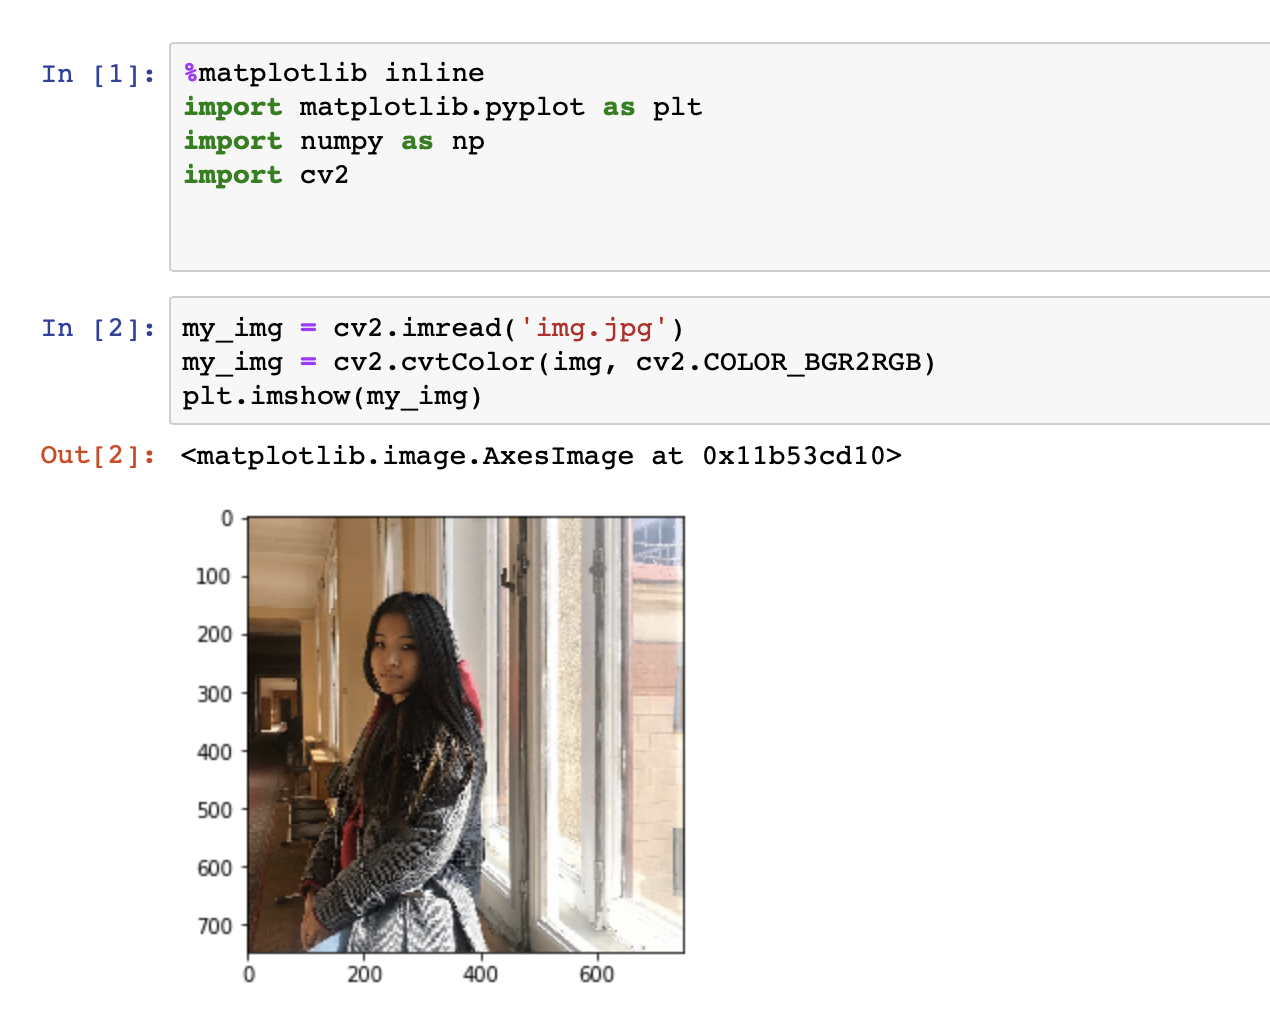 In [1]: %matplotlib inline
import matplotlib.pyplot as plt
import numpy as np
import cv2
In [2]: my_img = cv2.imread('img.jpg')
my_img = cv2.cvtColor(img, cv2.COLOR_BGR2RGB)
plt.imshow(my_img)
Out[2]: <matplotlib.image.AxesImage at 0x11b53cd10>
0
100
200
300
400
500
600
700
0 200 400 600